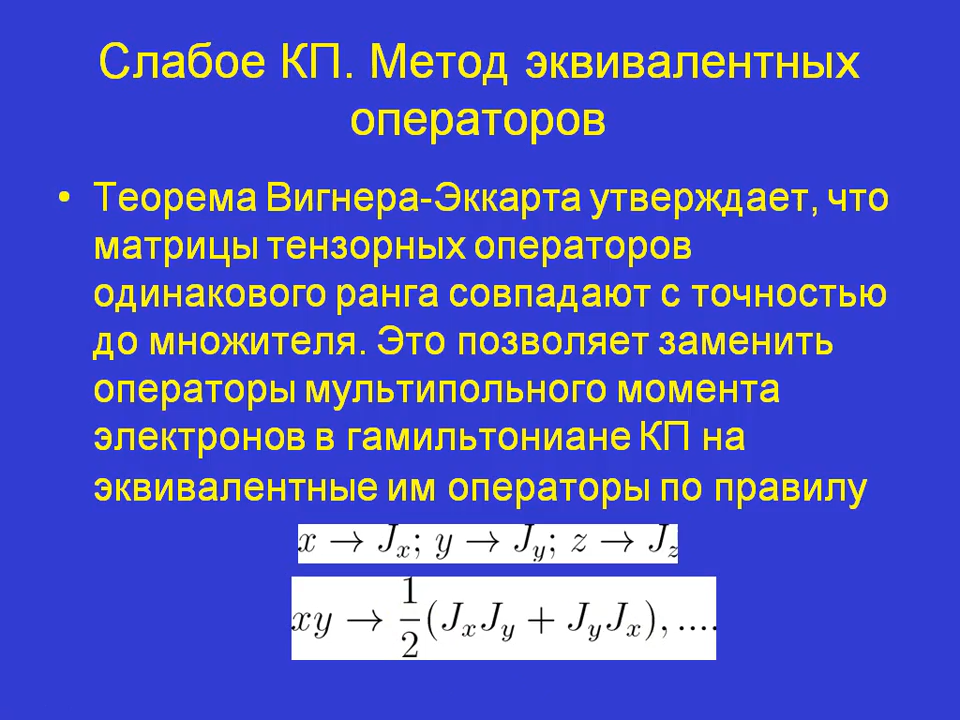 Слабое КП. Метод эквивалентных
операторов
• Теорема Вигнера-Эккарта утверждает, что
матрицы тензорных операторов
одинакового ранга совпадают с точностью
до множителя. Это позволяет заменить
операторы мультипольного момента
электронов в гамильтониане КП на
эквивалентные им операторы по правилу
x → J_x; y → J_y; z → J_z
xy → \frac{1}{2}(J_x J_y + J_y J_x), ....